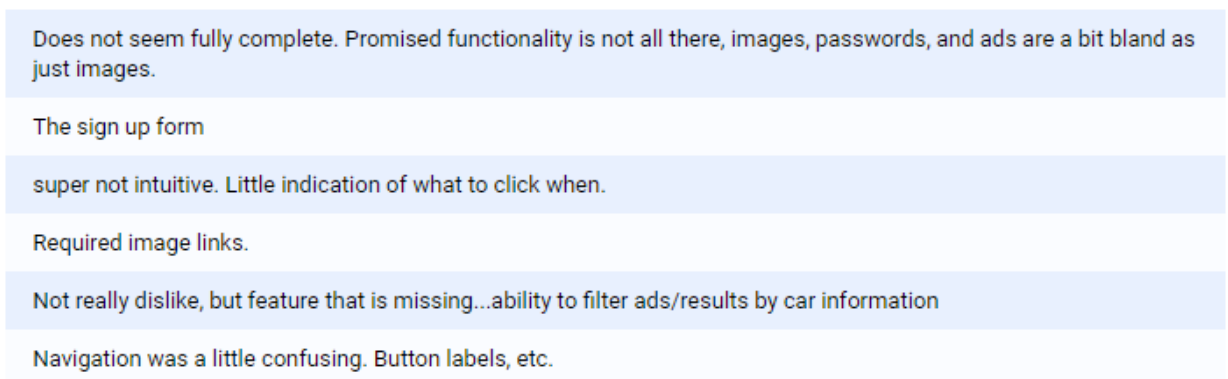 Does not seem fully complete. Promised functionality is not all there, images, passwords, and ads are a bit bland as
just images.
The sign up form
super not intuitive. Little indication of what to click when.
Required image links.
Not really dislike, but feature that is missing...ability to filter ads/results by car information
Navigation was a little confusing. Button labels, etc.